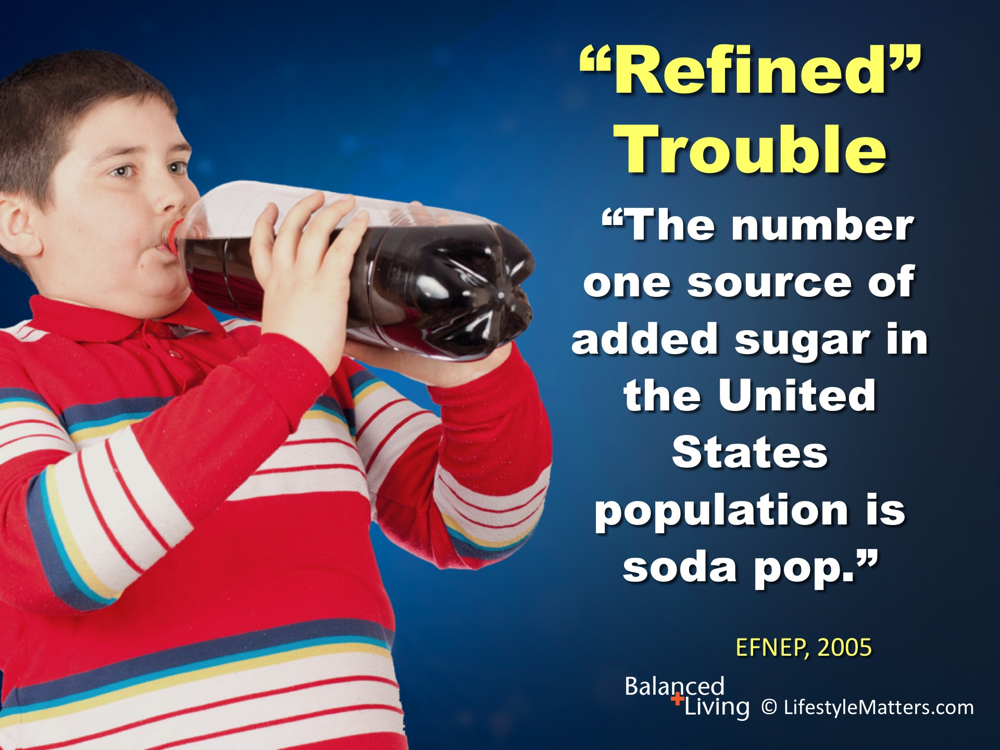 “Refined”
Trouble
“The number
one source of
added sugar in
the United
States
population is
soda pop.”
EFNEP, 2005
Balanced
+Living © LifestyleMatters.com